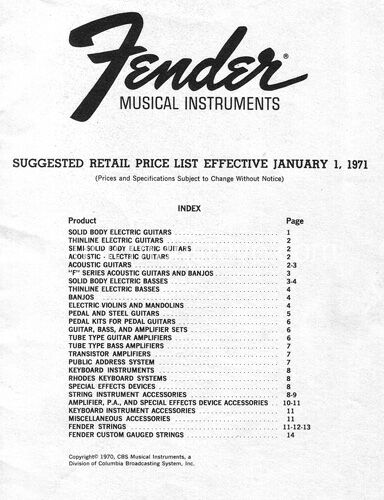 Fender®
MUSICAL INSTRUMENTS
SUGGESTED RETAIL PRICE LIST EFFECTIVE JANUARY 1, 1971
(Prices and Specifications Subject to Change Without Notice)
INDEX
Product Page
SOLID BODY ELECTRIC GUITARS . . . . . 1
THINLINE ELECTRIC GUITARS . . . . . 2
SEMI-SOLID BODY ELECTRIC GUITARS . . . . . 2
ACOUSTIC - ELECTRIC GUITARS . . . . . 2
ACOUSTIC GUITARS . . . . . 2-3
"F" SERIES ACOUSTIC GUITARS AND BANJOS . . . . . 3
SOLID BODY ELECTRIC BASSES . . . . . 3-4
THINLINE ELECTRIC BASSES . . . . . 4
BANJOS . . . . . 4
ELECTRIC VIOLINS AND MANDOLINS . . . . . 4
PEDAL AND STEEL GUITARS . . . . . 5
PEDAL KITS FOR PEDAL GUITARS . . . . . 6
GUITAR, BASS, AND AMPLIFIER SETS . . . . . 6
TUBE TYPE GUITAR AMPLIFIERS . . . . . 6
TUBE TYPE BASS AMPLIFIERS . . . . . 7
TRANSISTOR AMPLIFIERS . . . . . 7
PUBLIC ADDRESS SYSTEM . . . . . 7
KEYBOARD INSTRUMENTS . . . . . 8
RHODES KEYBOARD SYSTEMS . . . . . 8
SPECIAL EFFECTS DEVICES . . . . . 8
STRING INSTRUMENT ACCESSORIES . . . . . 8-9
AMPLIFIER, P.A., AND SPECIAL EFFECTS DEVICE ACCESSORIES . . 10-11
KEYBOARD INSTRUMENT ACCESSORIES . . . . . 11
MISCELLANEOUS ACCESSORIES . . . . . 11
FENDER STRINGS . . . . . 11-12-13
FENDER CUSTOM GAUGED STRINGS . . . . . 14
Copyright© 1970, CBS Musical Instruments, a
Division of Columbia Broadcasting System, Inc.